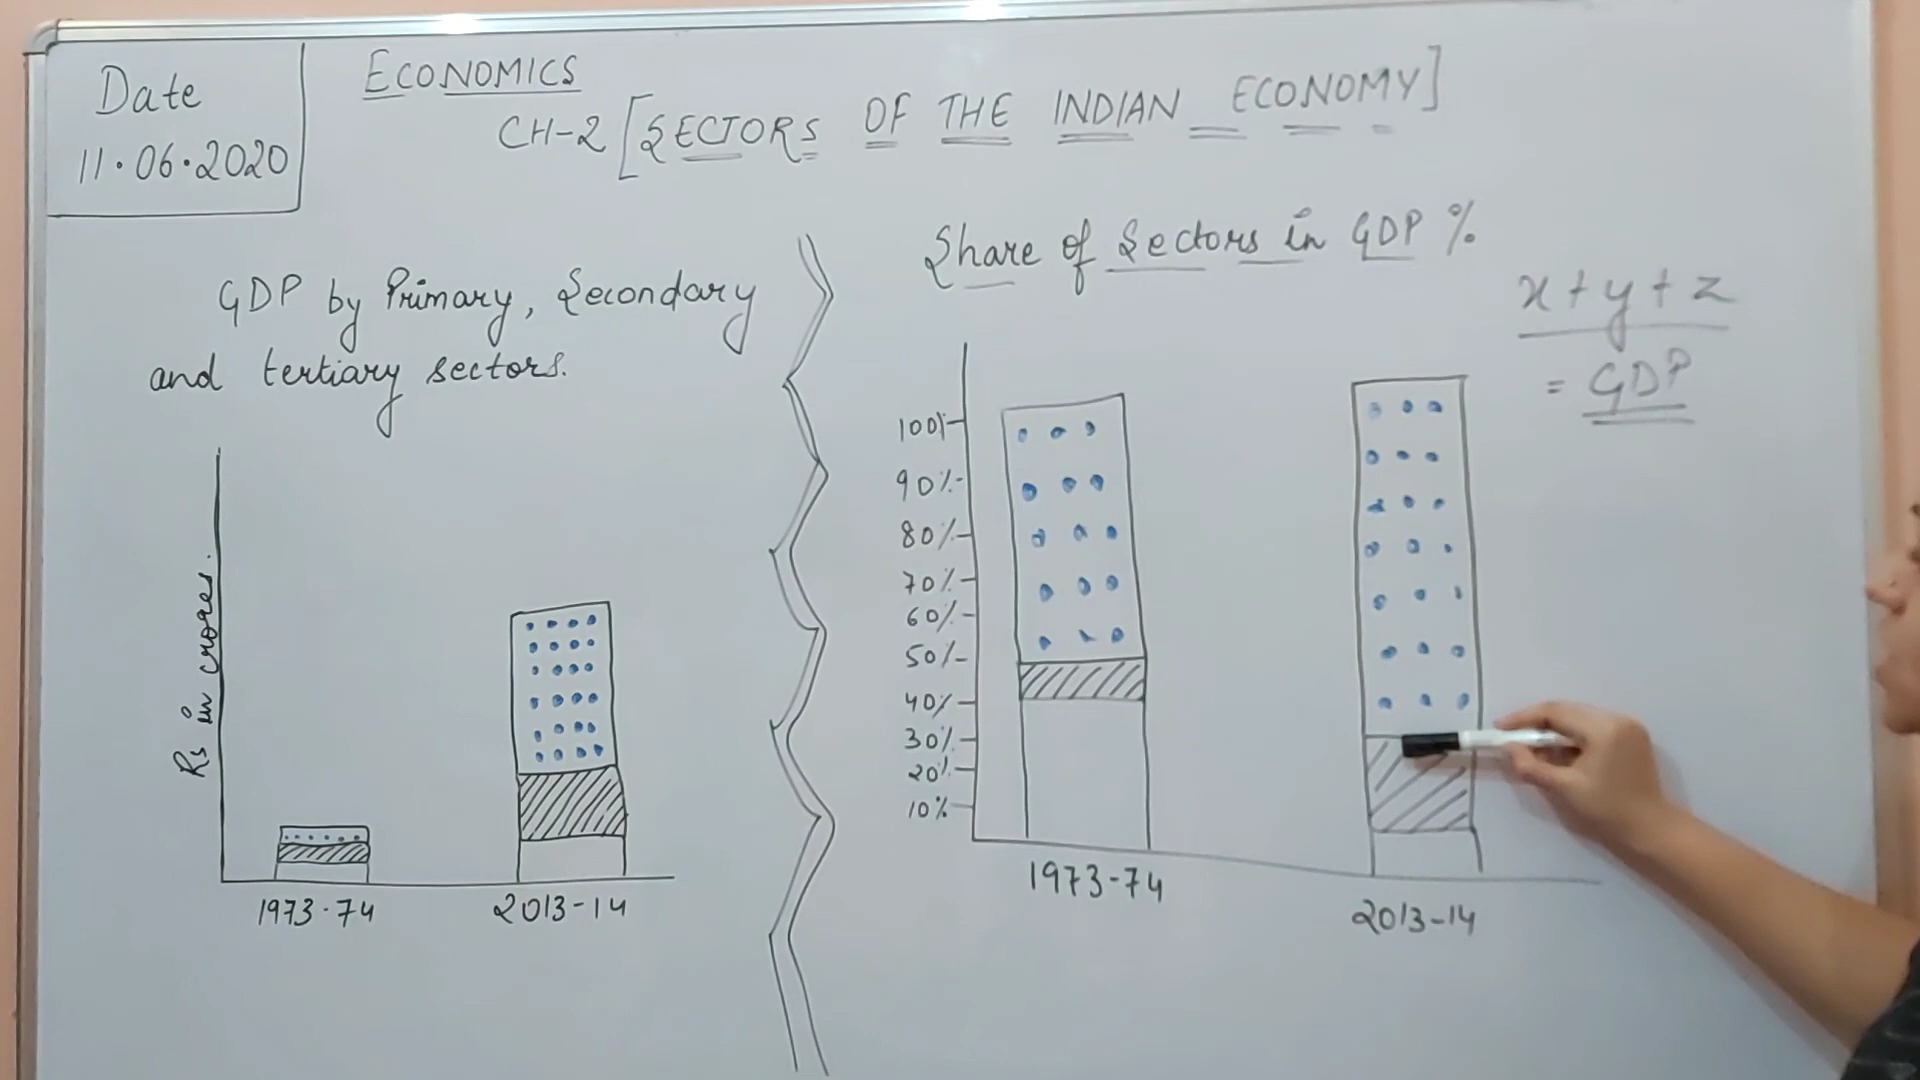 Date
11.06.2020
ECONOMICS
CH-2 [SECTORS OF THE INDIAN ECONOMY]
GDP by Primary, Secondary
and tertiary sectors.
Rs in crores.
1973-74
2013-14
Share of Sectors in GDP %
x+y+z
= GDP
100%
90%
80%
70%
60%
50%
40%
30%
20%
10%
1973-74
2013-14